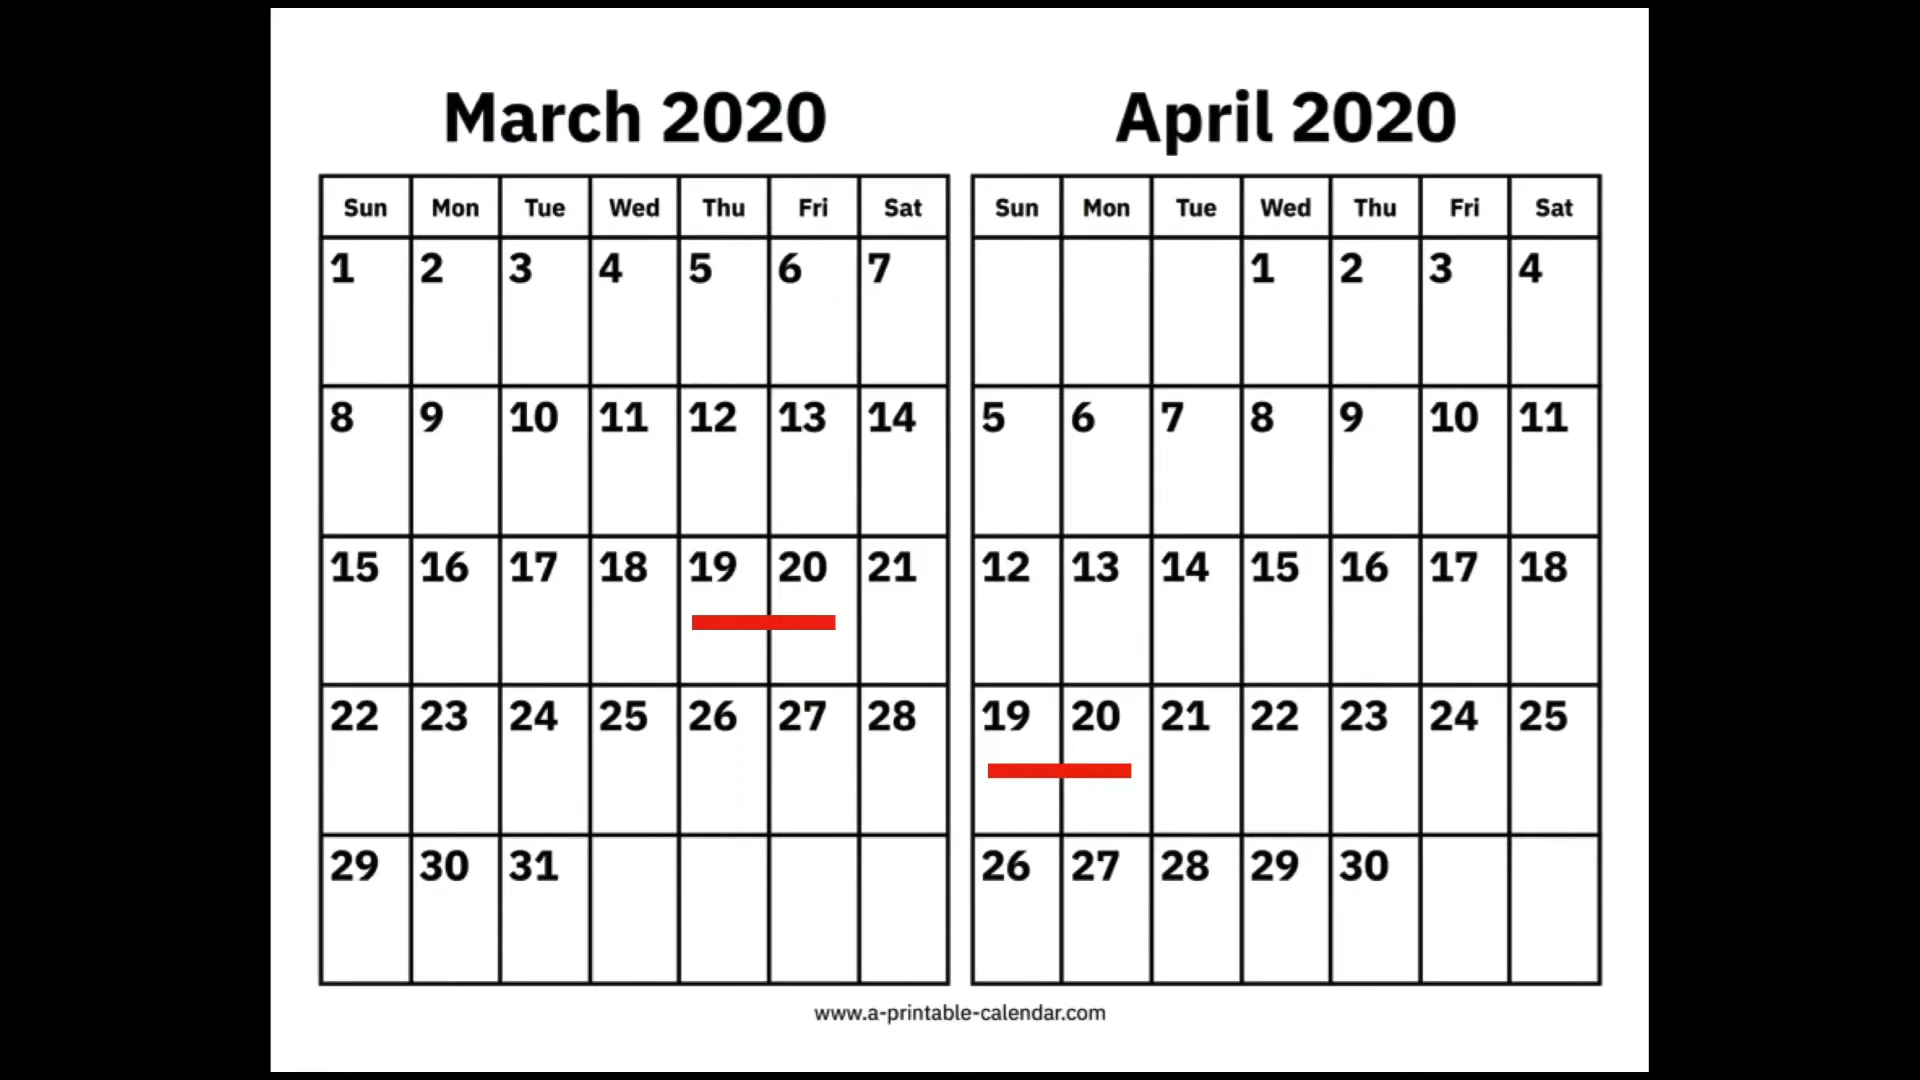 March 2020
Sun Mon Tue Wed Thu Fri Sat
1 2 3 4 5 6 7
8 9 10 11 12 13 14
15 16 17 18 19 20 21
22 23 24 25 26 27 28
29 30 31
April 2020
Sun Mon Tue Wed Thu Fri Sat
1 2 3 4
5 6 7 8 9 10 11
12 13 14 15 16 17 18
19 20 21 22 23 24 25
26 27 28 29 30
www.a-printable-calendar.com